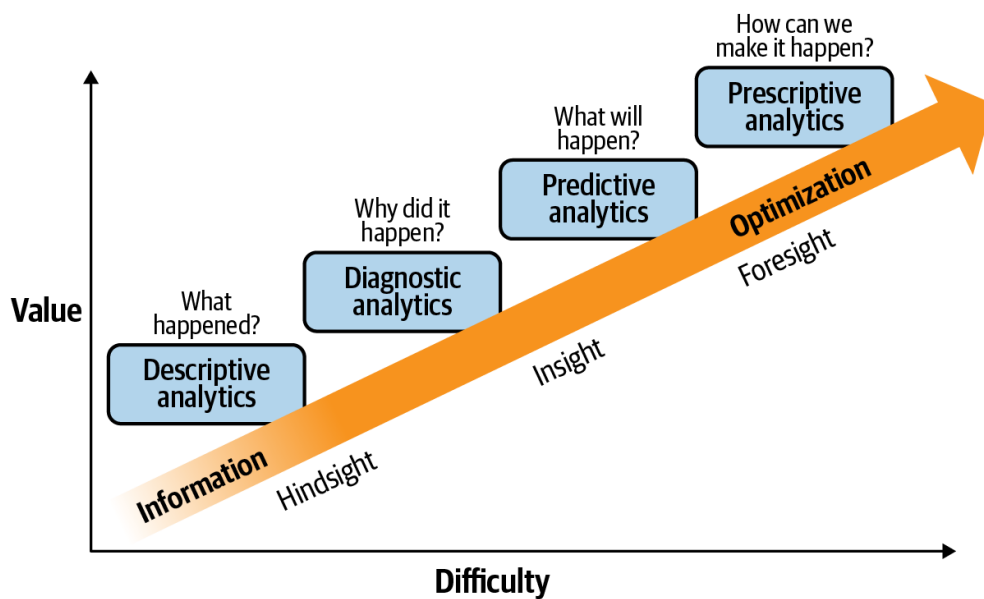 How can we
make it happen?
Prescriptive
analytics
What will
happen?
Predictive
analytics
Why did it
happen?
Diagnostic
analytics
What
happened?
Descriptive
analytics
Value
Information
Optimization
Hindsight
Insight
Foresight
Difficulty